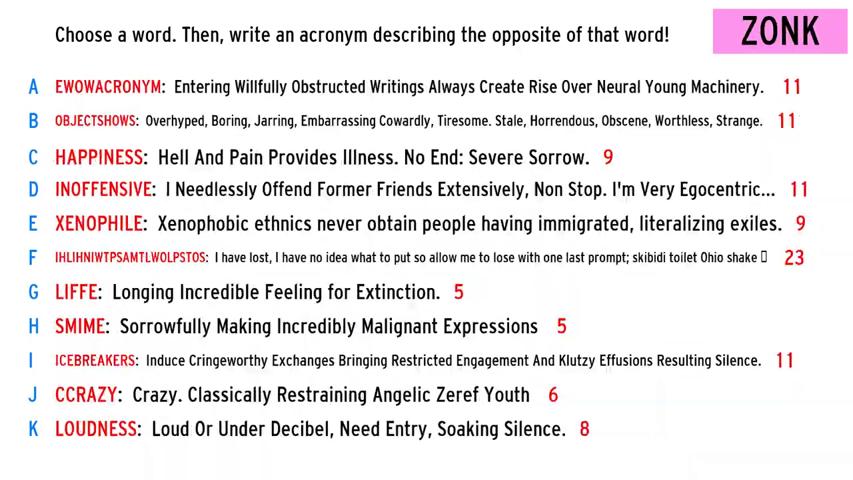 Choose a word. Then, write an acronym describing the opposite of that word!
ZONK
A EWOWACRONYM: Entering Willfully Obstructed Writings Always Create Rise Over Neural Young Machinery. 11
B OBJECTSHOWS: Overhyped, Boring, Jarring, Embarrassing Cowardly, Tiresome. Stale, Horrendous, Obscene, Worthless, Strange. 11
C HAPPINESS: Hell And Pain Provides Illness. No End: Severe Sorrow. 9
D INOFFENSIVE: I Needlessly Offend Former Friends Extensively, Non Stop. I'm Very Egocentric... 11
E XENOPHILE: Xenophobic ethnics never obtain people having immigrated, literalizing exiles. 9
F IHLIHNIWTPSAMTLWOLPSTOS: I have lost, I have no idea what to put so allow me to lose with one last prompt; skibidi toilet Ohio shake 23
G LIFFE: Longing Incredible Feeling for Extinction. 5
H SMIME: Sorrowfully Making Incredibly Malignant Expressions 5
I ICEBREAKERS: Induce Cringeworthy Exchanges Bringing Restricted Engagement And Klutzy Effusions Resulting Silence. 11
J CCRAZY: Crazy. Classically Restraining Angelic Zeref Youth 6
K LOUDNESS: Loud Or Under Decibel, Need Entry, Soaking Silence. 8